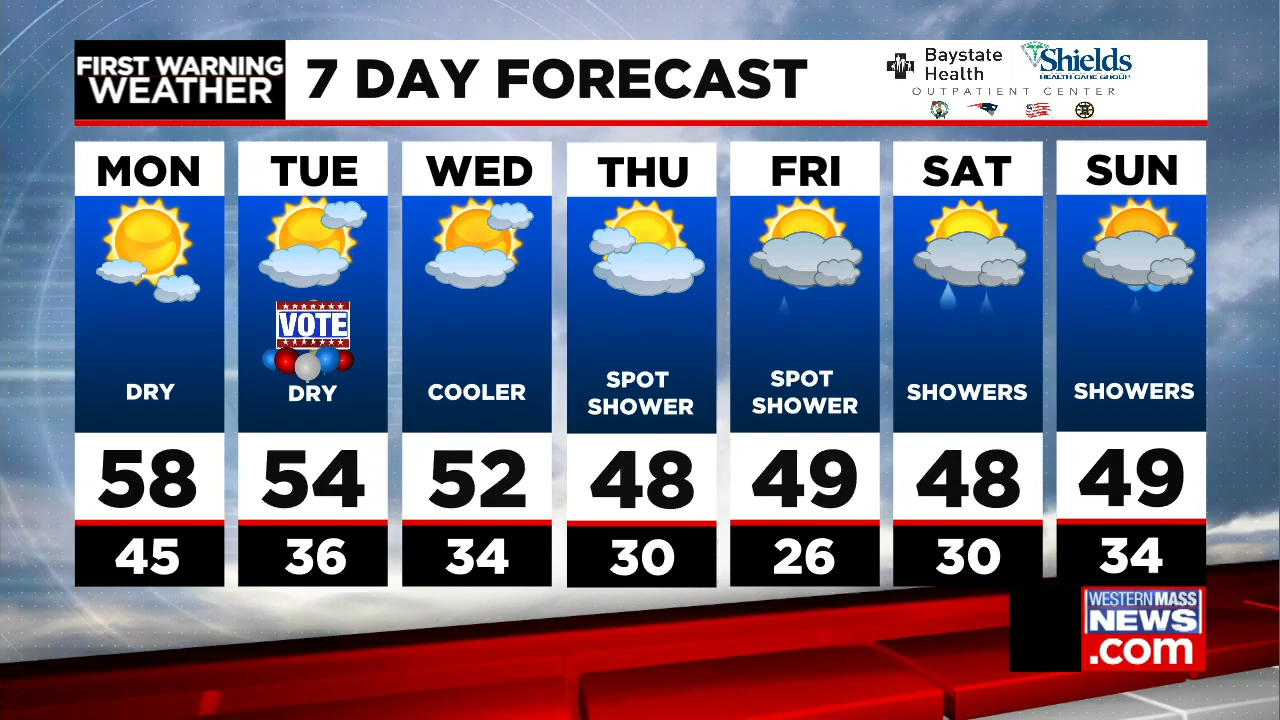 FIRST WARNING
WEATHER
7 DAY FORECAST
Baystate
Health
Shields
HEALTH CARE GROUP
OUTPATIENT CENTER
MON
TUE
WED
THU
FRI
SAT
SUN
VOTE
DRY
DRY
COOLER
SPOT
SHOWER
SPOT
SHOWER
SHOWERS
SHOWERS
58
54
52
48
49
48
49
45
36
34
30
26
30
34
WESTERN MASS
NEWS
.com